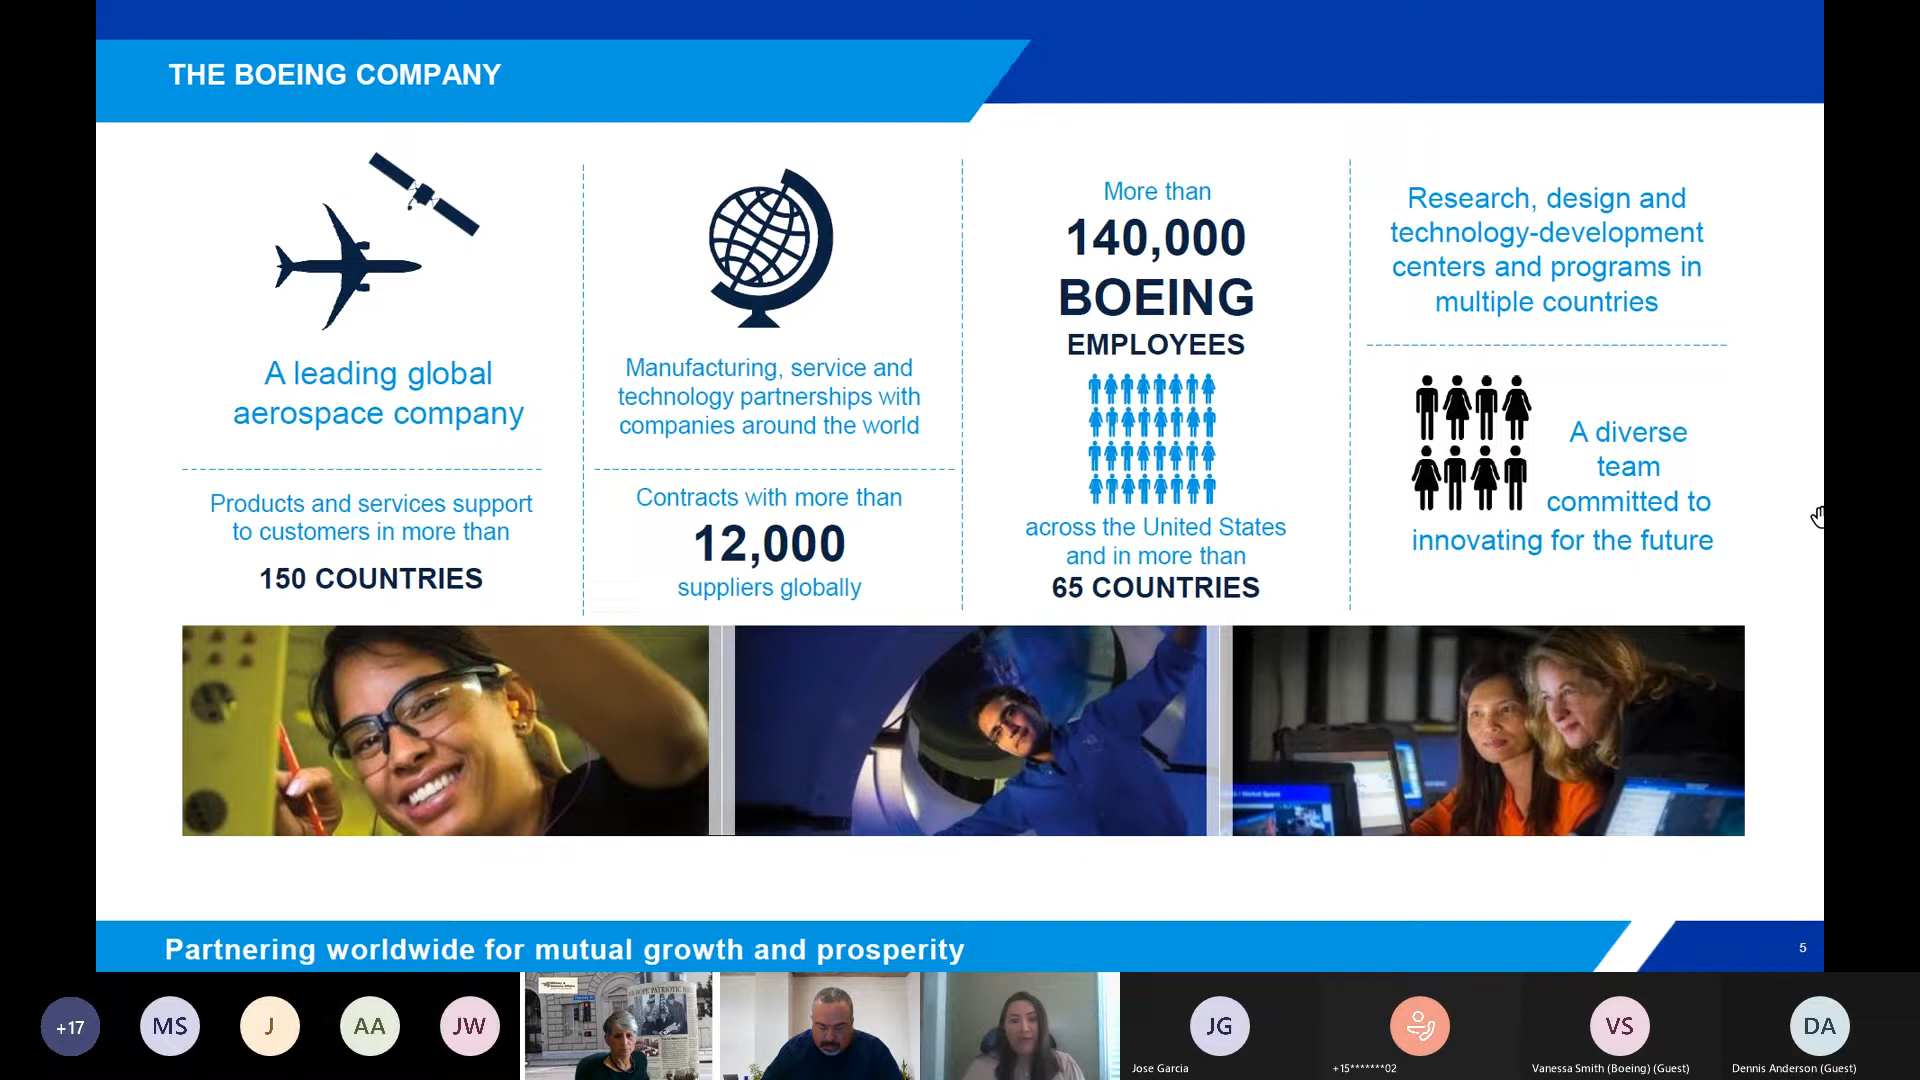 THE BOEING COMPANY
A leading global
aerospace company
Products and services support
to customers in more than
150 COUNTRIES
Manufacturing, service and
technology partnerships with
companies around the world
Contracts with more than
12,000
suppliers globally
More than
140,000
BOEING
EMPLOYEES
across the United States
and in more than
65 COUNTRIES
Research, design and
technology-development
centers and programs in
multiple countries
A diverse
team
committed to
innovating for the future
Partnering worldwide for mutual growth and prosperity
5
+17
MS
J
AA
JW
JG
Jose Garcia
+15*******02
VS
Vanessa Smith (Boeing) (Guest)
DA
Dennis Anderson (Guest)